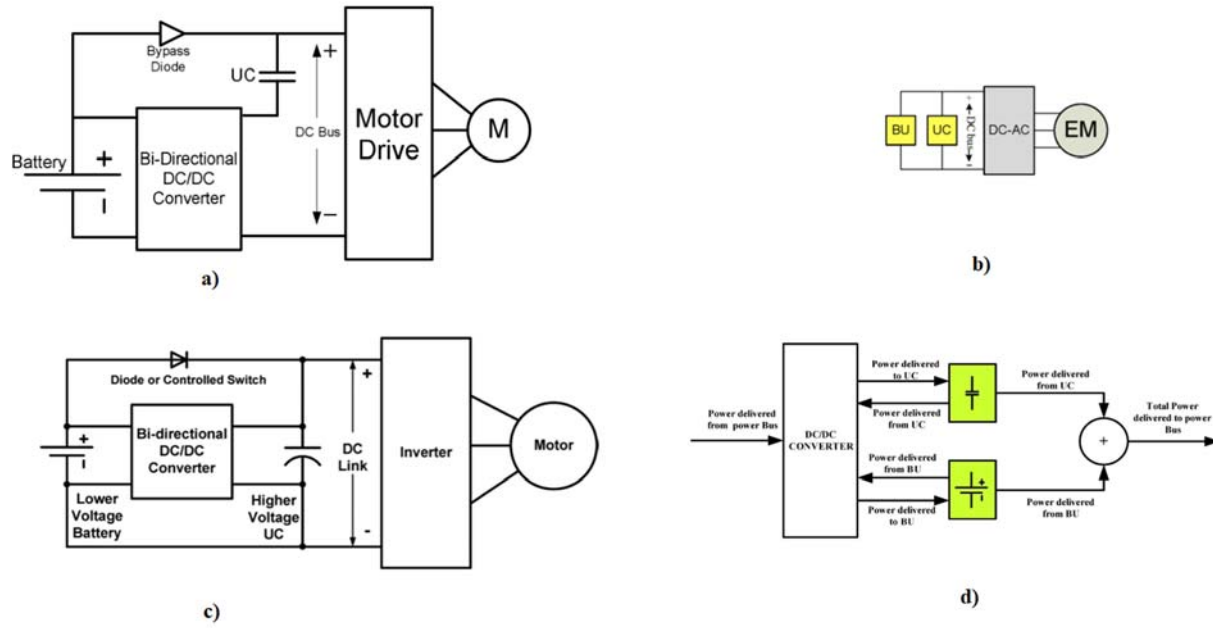 Bypass
Diode
UC
+
DC Bus
−
Motor
Drive
M
Battery
+
−
Bi-Directional
DC/DC
Converter
a)
BU
UC
+
DC bus
−
DC-AC
EM
b)
Diode or Controlled Switch
+
−
Bi-directional
DC/DC
Converter
Lower
Voltage
Battery
Higher
Voltage
UC
+
DC
Link
-
Inverter
Motor
c)
Power delivered
from power Bus
DC/DC
CONVERTER
Power delivered
to UC
Power delivered
from UC
Power delivered
from BU
Power delivered
to BU
+
-
Power delivered
from UC
Power delivered
from BU
+
Total Power
delivered to power
Bus
d)